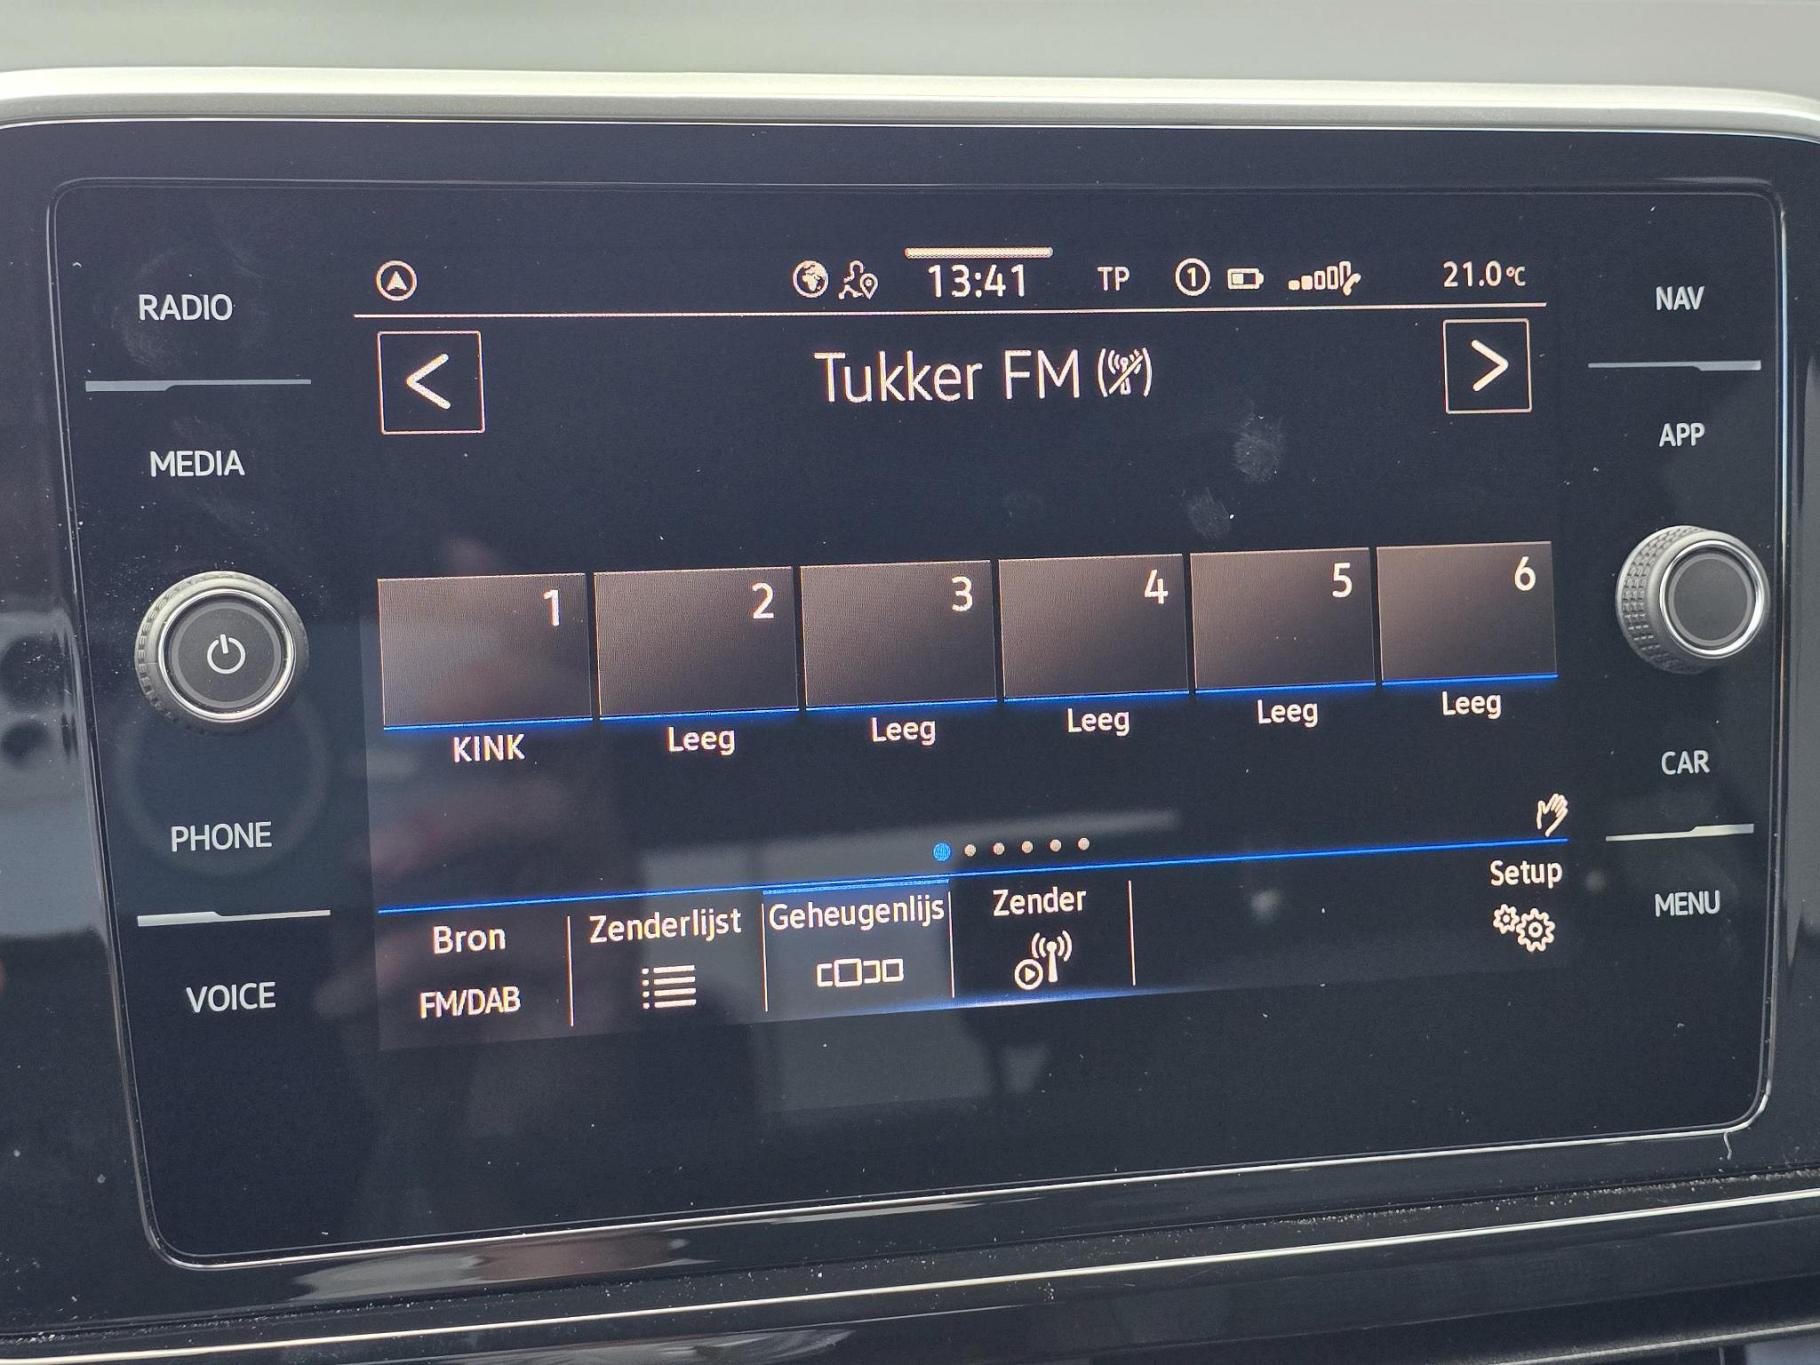 RADIO
MEDIA
PHONE
VOICE
13:41
TP
1
21.0°C
<
Tukker FM
>
1
2
3
4
5
6
KINK
Leeg
Leeg
Leeg
Leeg
Leeg
Bron
FM/DAB
Zenderlijst
Geheugenlijs
Zender
Setup
NAV
APP
CAR
MENU